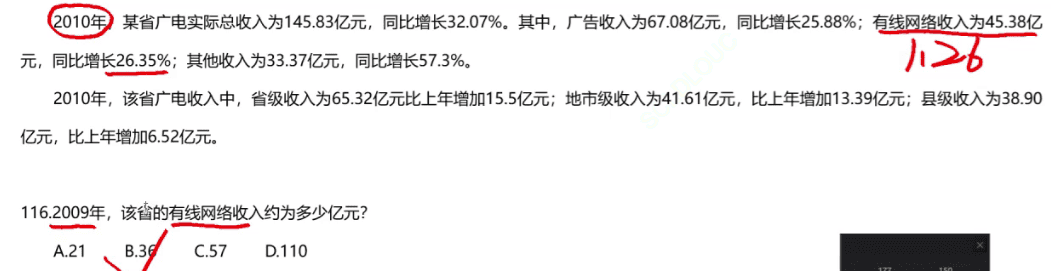 2010年，某省广电实际总收入为145.83亿元，同比增长32.07%。其中，广告收入为67.08亿元，同比增长25.88%；有线网络收入为45.38亿
1.26
元，同比增长26.35%；其他收入为33.37亿元，同比增长57.3%。
2010年，该省广电收入中，省级收入为65.32亿元比上年增加15.5亿元；地市级收入为41.61亿元，比上年增加13.39亿元；县级收入为38.90
亿元，比上年增加6.52亿元。
116.2009年，该省的有线网络收入约为多少亿元？
A.21 B.36 C.57 D.110
177 150